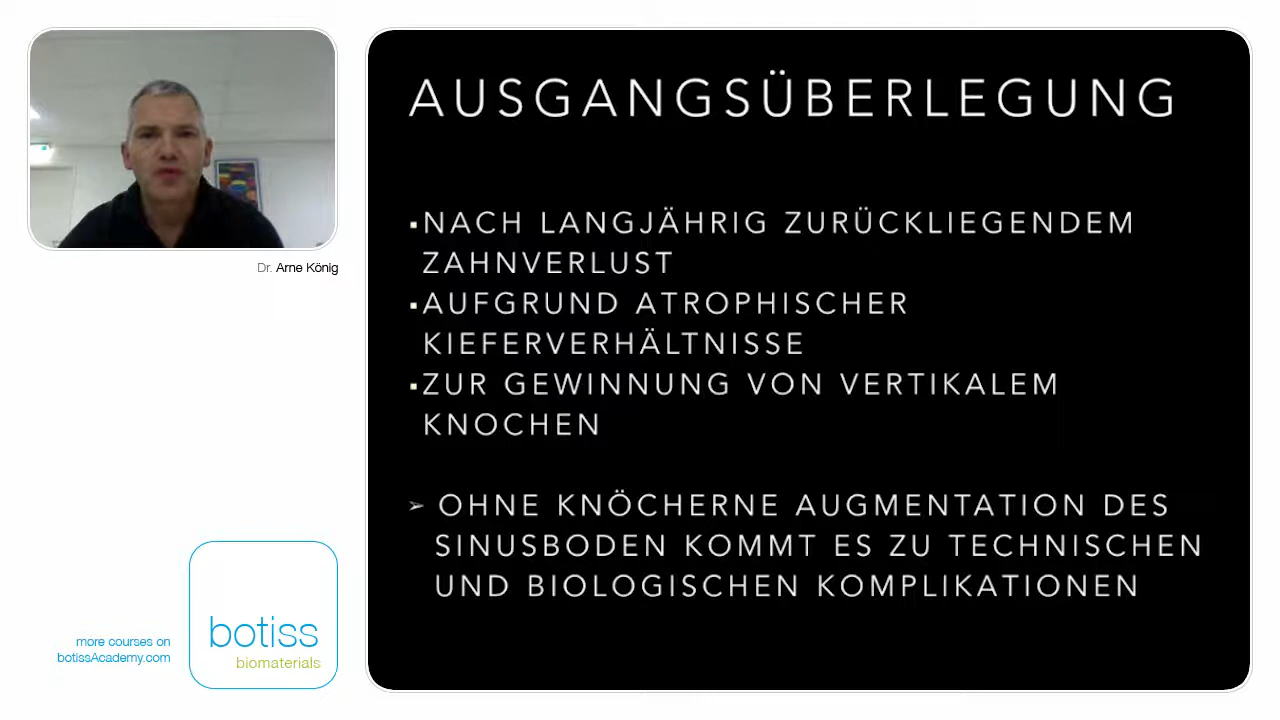 Dr. Arne König
more courses on
botissAcademy.com
botiss
biomaterials
AUSGANGSÜBERLEGUNG
▪NACH LANGJÄHRIG ZURÜCKLIEGENDEM
ZAHNVERLUST
▪AUFGRUND ATROPHISCHER
KIEFERVERHÄLTNISSE
▪ZUR GEWINNUNG VON VERTIKALEM
KNOCHEN
➢ OHNE KNÖCHERNE AUGMENTATION DES
SINUSBODEN KOMMT ES ZU TECHNISCHEN
UND BIOLOGISCHEN KOMPLIKATIONEN